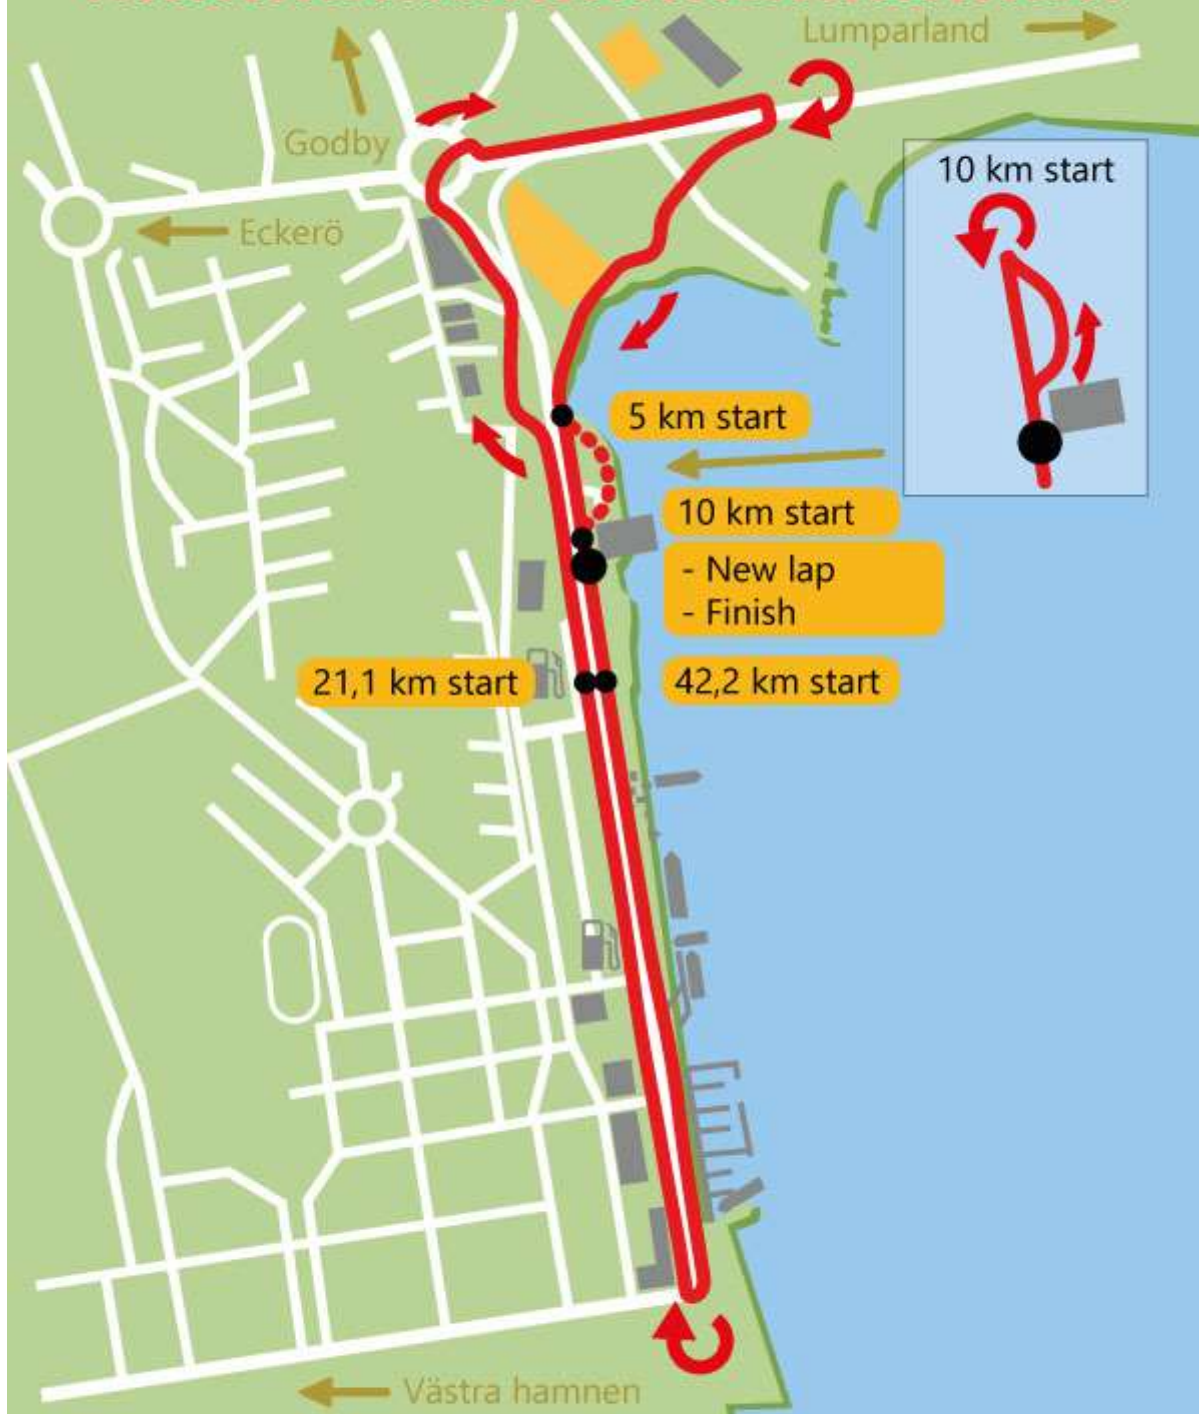 Lumparland
Godby
10 km start
Eckerö
5 km start
10 km start
- New lap
- Finish
21,1 km start
42,2 km start
Västra hamnen